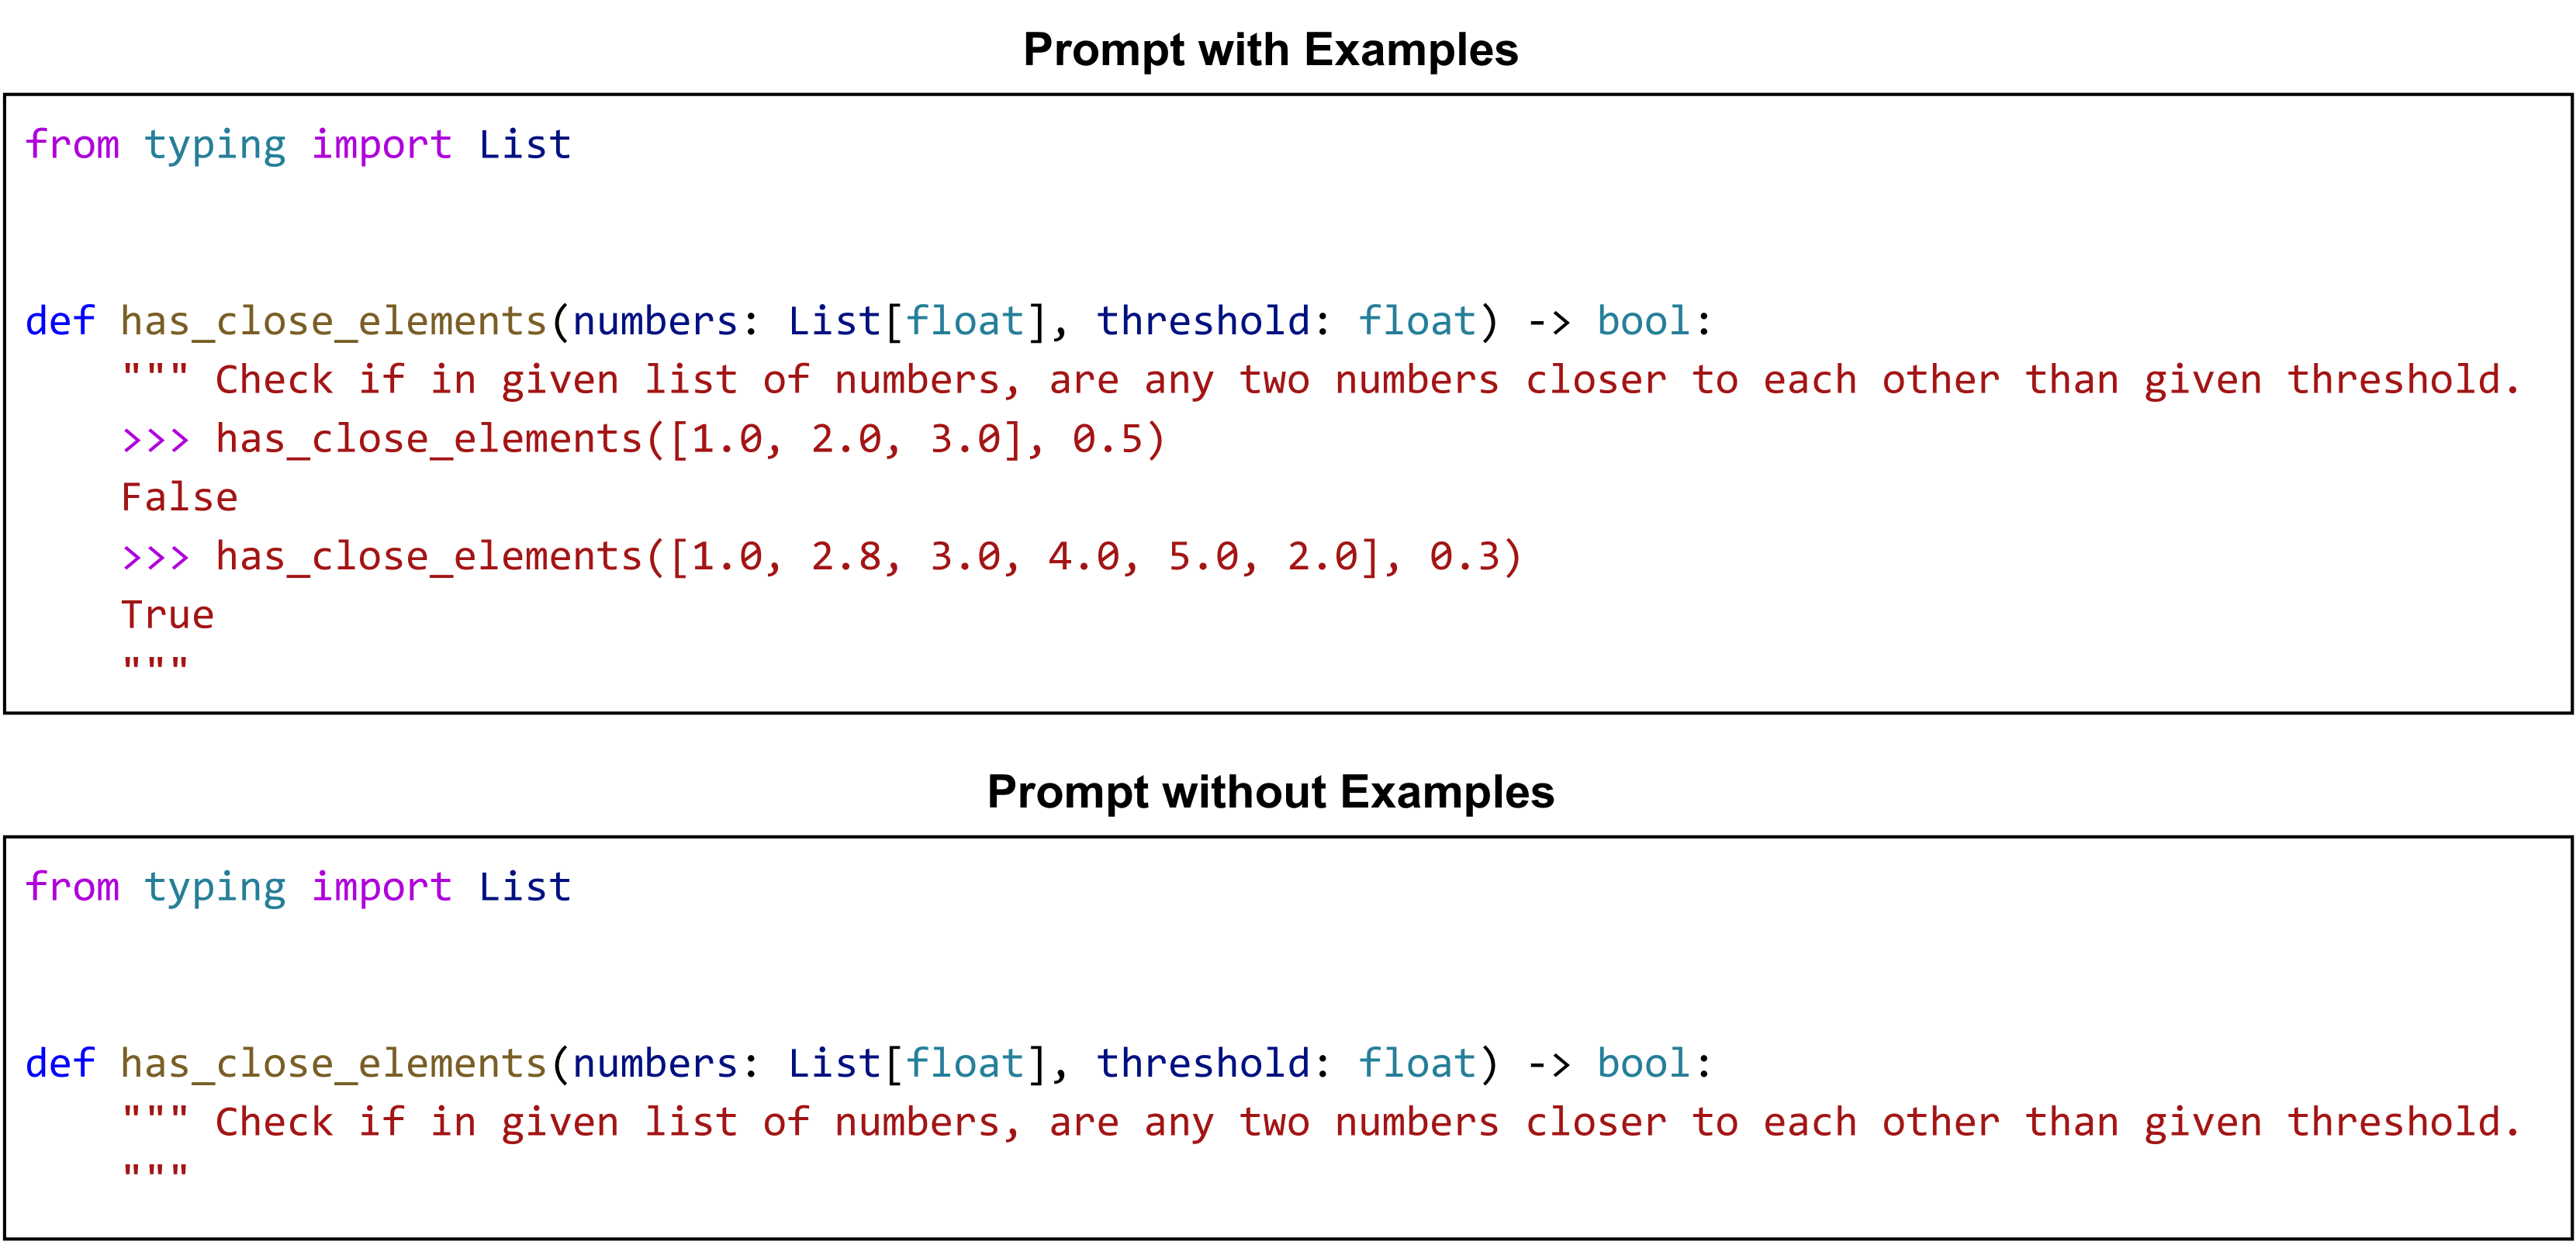 Prompt with Examples
from typing import List
def has_close_elements(numbers: List[float], threshold: float) -> bool:
    """ Check if in given list of numbers, are any two numbers closer to each other than given threshold.
    >>> has_close_elements([1.0, 2.0, 3.0], 0.5)
    False
    >>> has_close_elements([1.0, 2.8, 3.0, 4.0, 5.0, 2.0], 0.3)
    True
    """
Prompt without Examples
from typing import List
def has_close_elements(numbers: List[float], threshold: float) -> bool:
    """ Check if in given list of numbers, are any two numbers closer to each other than given threshold.
    """